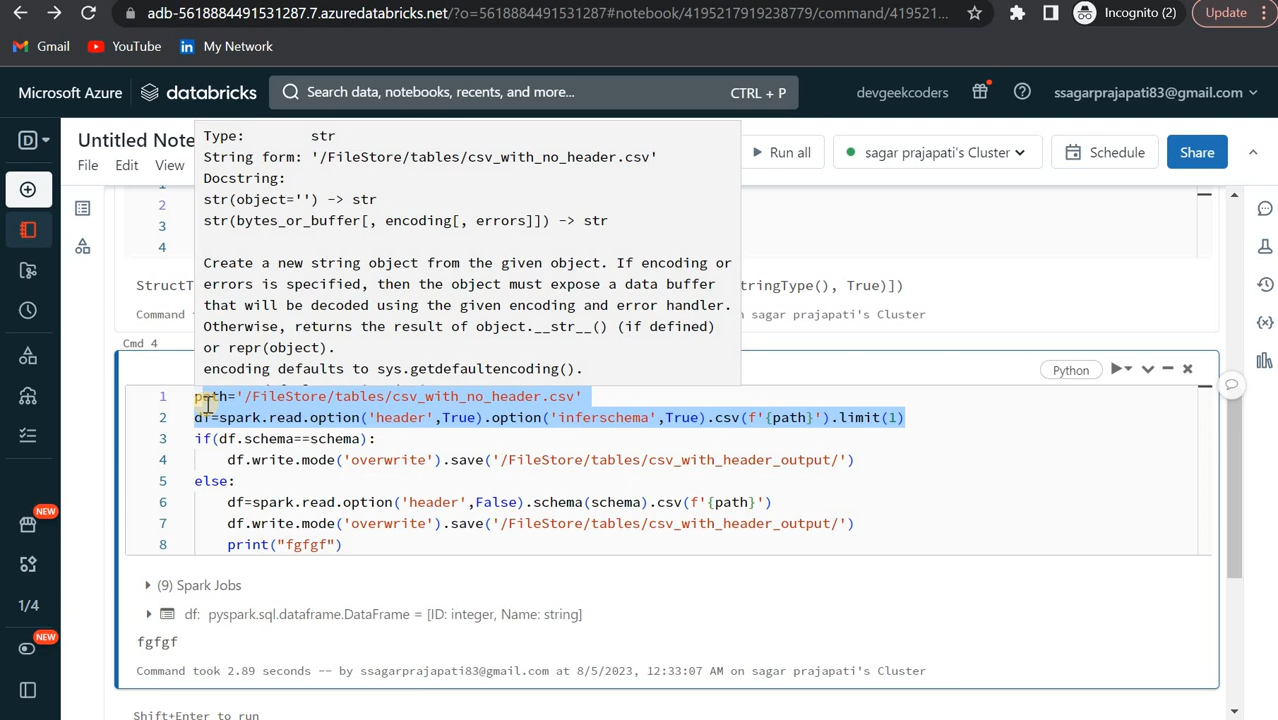 adb-5618884491531287.7.azuredatabricks.net/?o=5618884491531287#notebook/4195217919238779/command/419521...
Incognito (2)
Update
Gmail
YouTube
My Network
Microsoft Azure
databricks
Search data, notebooks, recents, and more...
CTRL + P
devgeekcoders
ssagarprajapati83@gmail.com
D
Untitled Note
File
Edit
View
Run all
sagar prajapati's Cluster
Schedule
Share
Type: str
String form: '/FileStore/tables/csv_with_no_header.csv'
Docstring:
str(object='') -> str
str(bytes_or_buffer[, encoding[, errors]]) -> str
Create a new string object from the given object. If encoding or
errors is specified, then the object must expose a data buffer
that will be decoded using the given encoding and error handler.
Otherwise, returns the result of object.__str__() (if defined)
or repr(object).
encoding defaults to sys.getdefaultencoding().
1
2
3
4
StructT
tringType(), True)])
Command t
n sagar prajapati's Cluster
Cmd 4
Python
1 path='/FileStore/tables/csv_with_no_header.csv'
2 df=spark.read.option('header',True).option('inferschema',True).csv(f'{path}').limit(1)
3 if(df.schema==schema):
4 df.write.mode('overwrite').save('/FileStore/tables/csv_with_header_output/')
5 else:
6 df=spark.read.option('header',False).schema(schema).csv(f'{path}')
7 df.write.mode('overwrite').save('/FileStore/tables/csv_with_header_output/')
8 print("fgfgf")
(9) Spark Jobs
df: pyspark.sql.dataframe.DataFrame = [ID: integer, Name: string]
fgfgf
Command took 2.89 seconds -- by ssagarprajapati83@gmail.com at 8/5/2023, 12:33:07 AM on sagar prajapati's Cluster
Shift+Enter to run
NEW
1/4
NEW